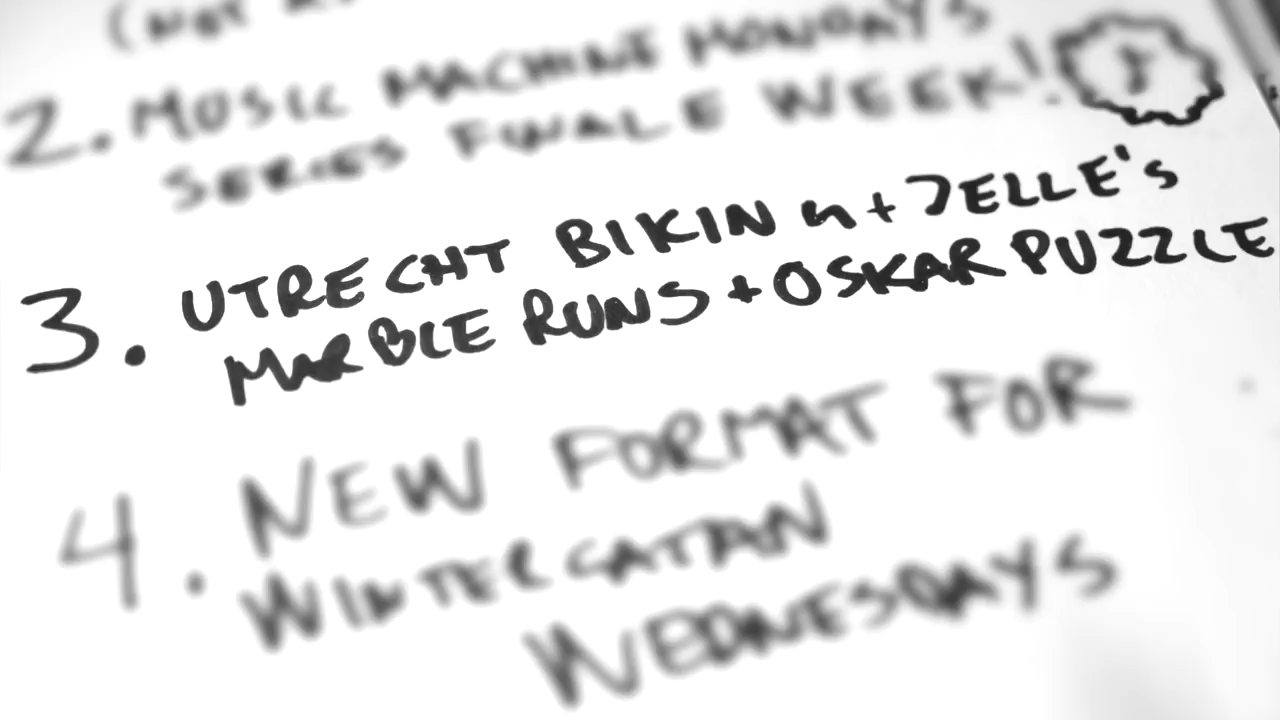 (NOT A
2. MUSIC MACHINE MONDAYS
SERIES FINALE WEEK!
3. UTRECHT BIKIN G + JELLE'S
MARBLE RUNS + OSKAR PUZZLE
4. NEW FORMAT FOR
WINTERGATAN
WEDNESDAYS